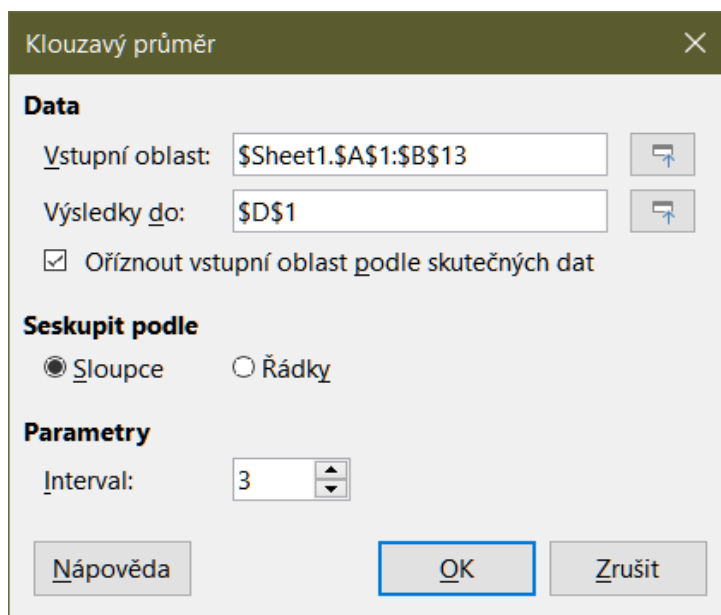 Klouzavý průměr
Data
Vstupní oblast: $Sheet1.$A$1:$B$13
Výsledky do: $D$1
Oříznout vstupní oblast podle skutečných dat
Seskupit podle
Sloupce Řádky
Parametry
Interval: 3
Nápověda OK Zrušit